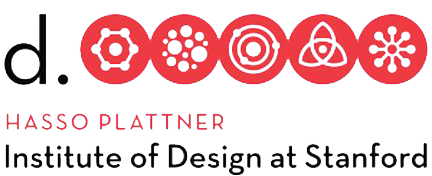 d.
HASSO PLATTNER
Institute of Design at Stanford